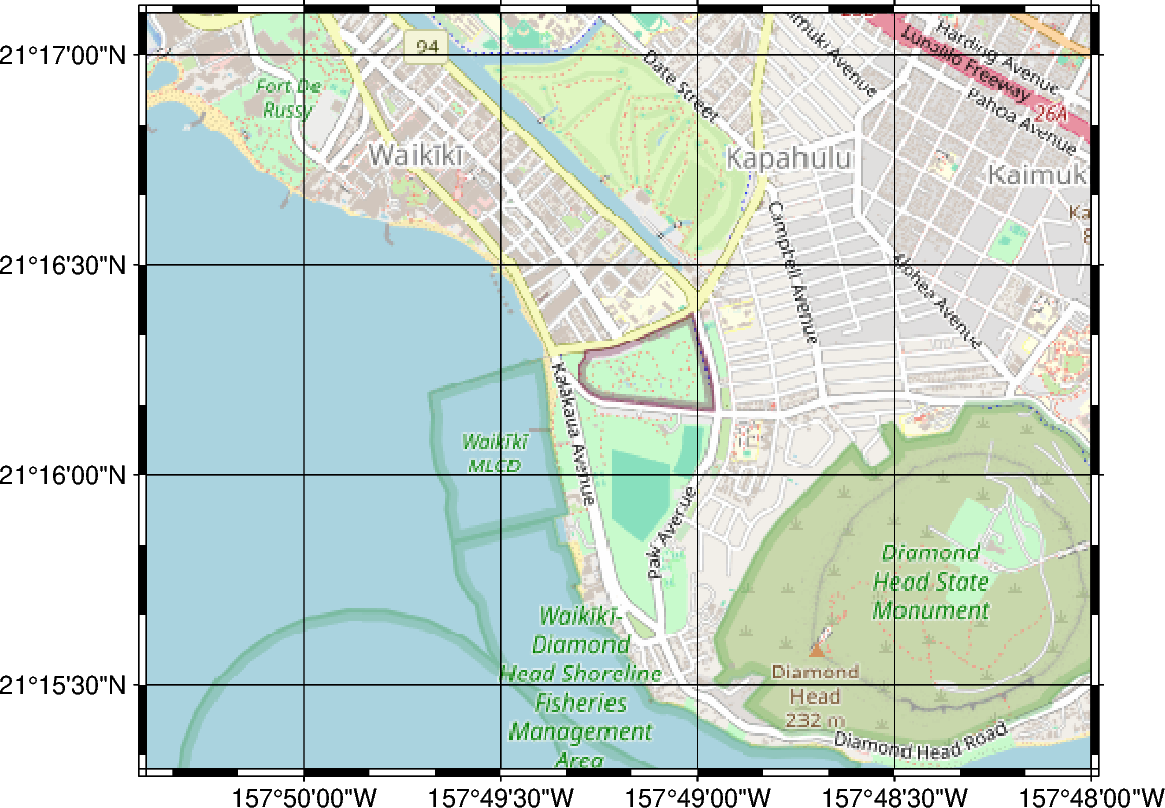 21°17'00"N
21°16'30"N
21°16'00"N
21°15'30"N
94
Fort De
Russy
Waikīkī
Date Street
Kapahulu
Harding Avenue
Lunalilo Freeway
26A
Pahoa Avenue
Kaimuk
Campbell Avenue
Alohea Avenue
Kalākaua Avenue
Waikīkī
MLCD
Paki Avenue
Diamond
Head State
Monument
Waikīkī-
Diamond
Head Shoreline
Fisheries
Management
Area
Diamond
Head
232 m
Diamond Head Road
157°50'00"W
157°49'30"W
157°49'00"W
157°48'30"W
157°48'00"W